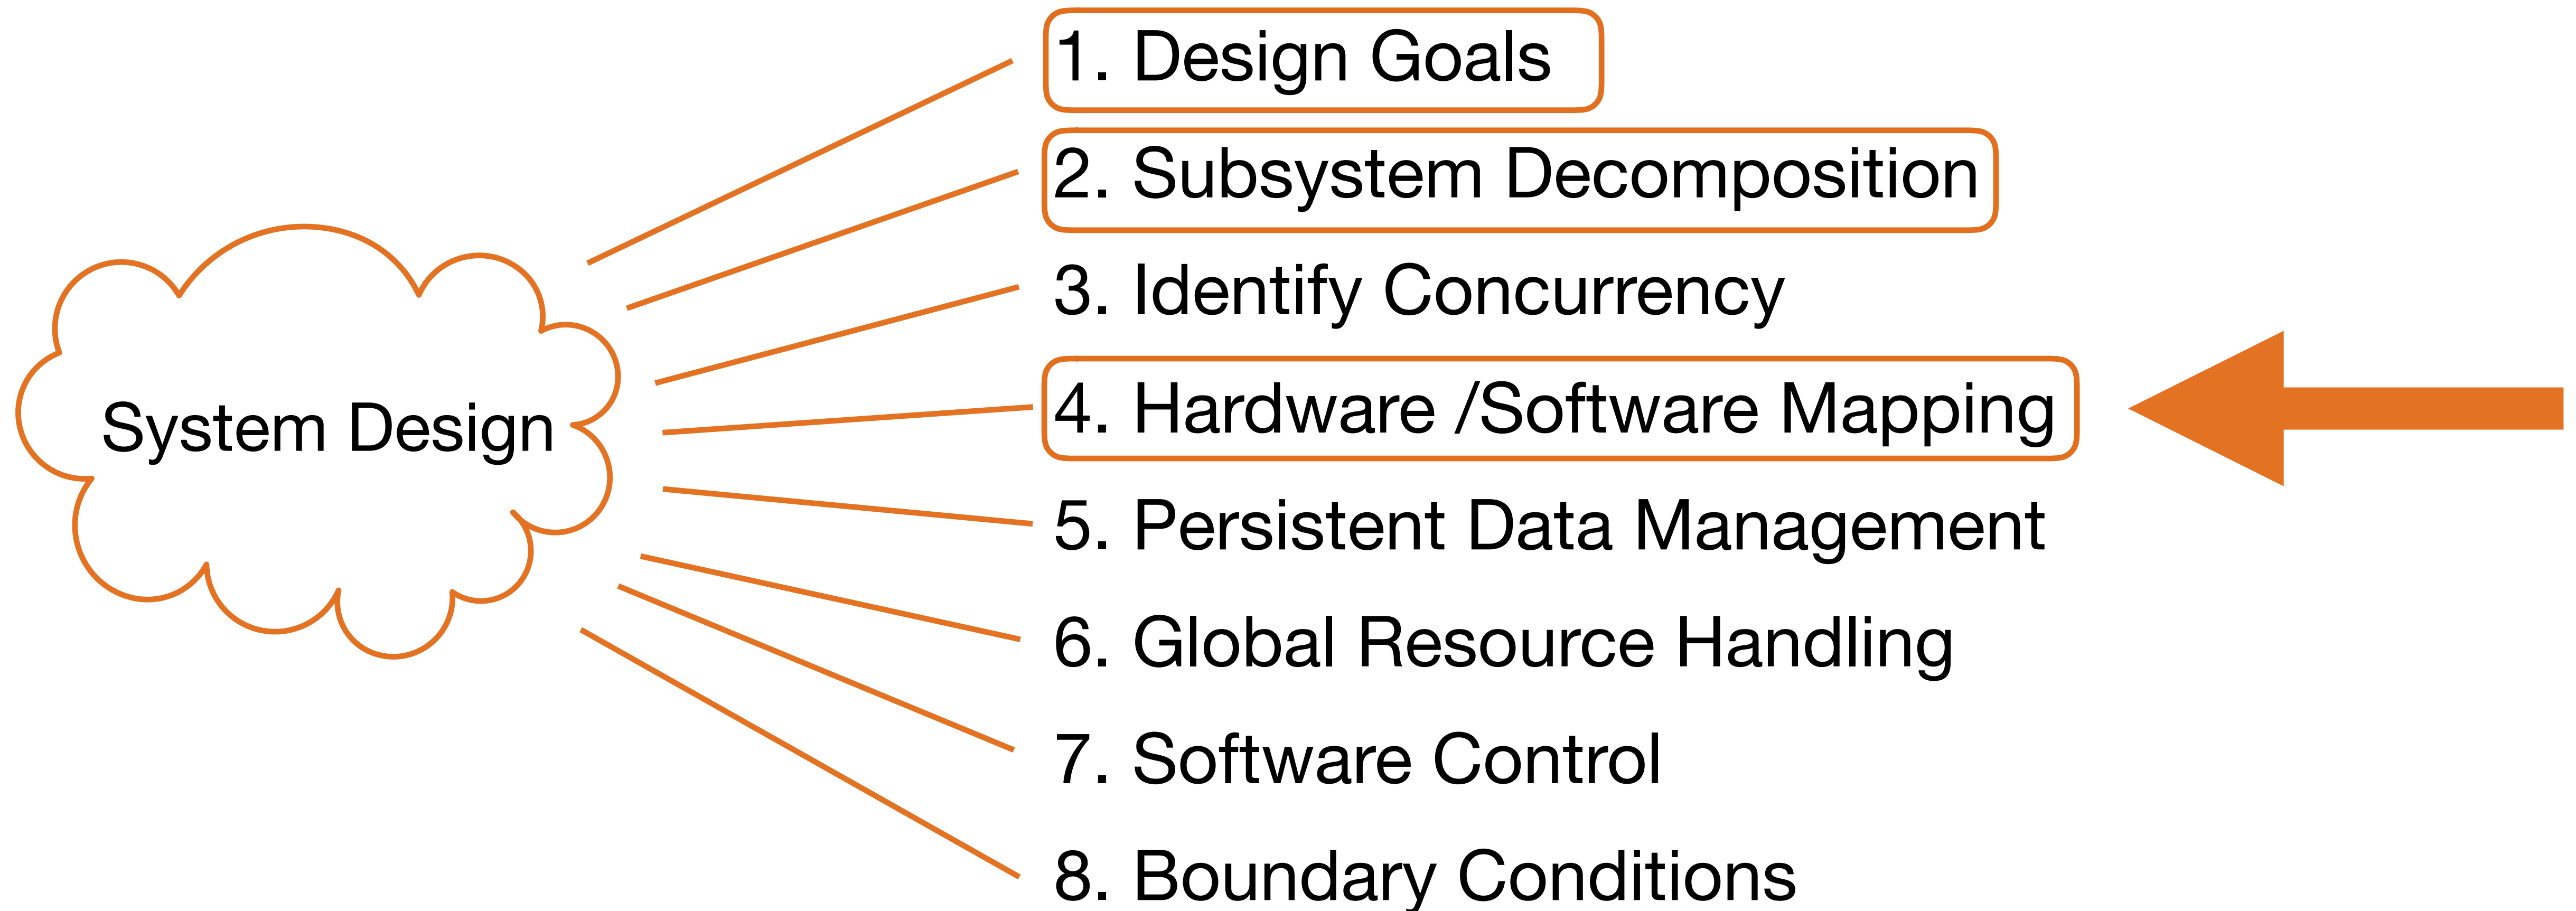 1. Design Goals
2. Subsystem Decomposition
3. Identify Concurrency
System Design
4. Hardware /Software Mapping
5. Persistent Data Management
6. Global Resource Handling
7. Software Control
8. Boundary Conditions